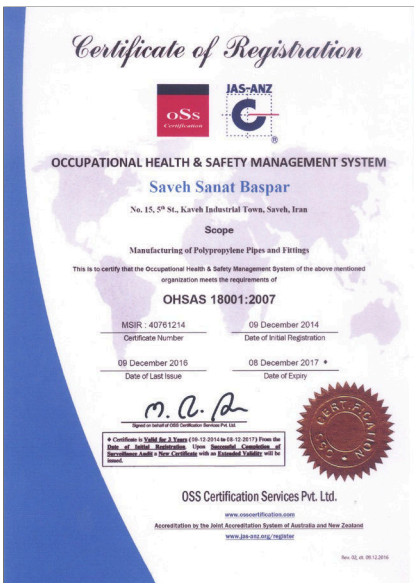 Certificate of Registration
oSs
Certification
JAS-ANZ
C
®
OCCUPATIONAL HEALTH & SAFETY MANAGEMENT SYSTEM
Saveh Sanat Baspar
No. 15, 5th St., Kaveh Industrial Town, Saveh, Iran
Scope
Manufacturing of Polypropylene Pipes and Fittings
This is to certify that the Occupational Health & Safety Management System of the above mentioned
organization meets the requirements of
OHSAS 18001:2007
MSIR : 40761214
09 December 2014
Certificate Number
Date of Initial Registration
09 December 2016
08 December 2017 ♦
Date of Last Issue
Date of Expiry
Signed on behalf of OSS Certification Services Pvt. Ltd.
♦ Certificate is Valid for 3 Years (09-12-2014 to 08-12-2017) From the
Date of Initial Registration. Upon Successful Completion of
Surveillance Audit a New Certificate with an Extended Validity will be
issued.
CERTIFICATION
OSS Certification Services Pvt. Ltd.
www.osscertification.com
Accreditation by the Joint Accreditation System of Australia and New Zealand
www.jas-anz.org/register
Rev. 02, dt. 09.12.2016